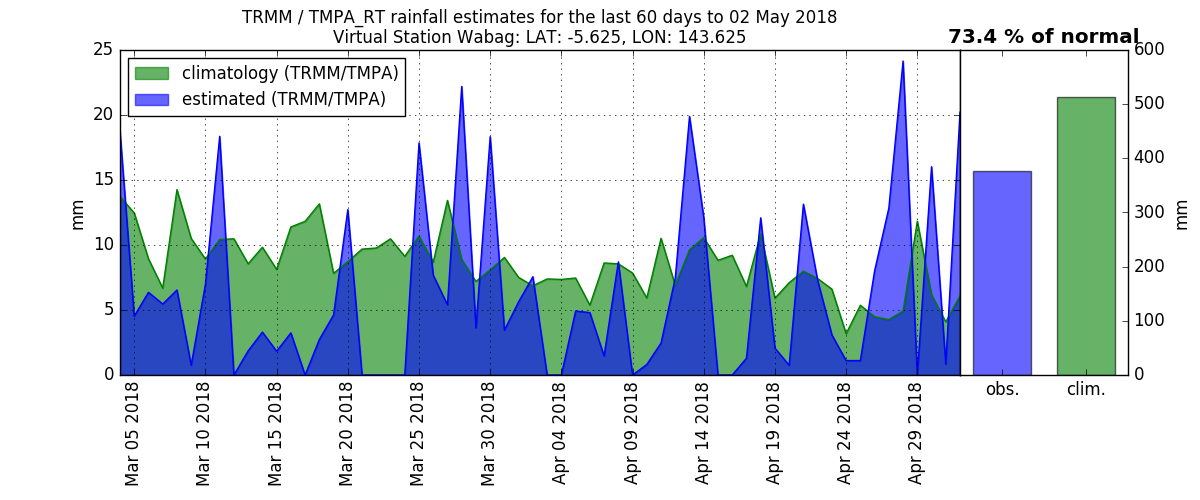 TRMM / TMPA_RT rainfall estimates for the last 60 days to 02 May 2018
Virtual Station Wabag: LAT: -5.625, LON: 143.625
73.4 % of normal
climatology (TRMM/TMPA)
estimated (TRMM/TMPA)
25
20
15
10
5
0
mm
600
500
400
300
200
100
0
mm
Mar 05 2018
Mar 10 2018
Mar 15 2018
Mar 20 2018
Mar 25 2018
Mar 30 2018
Apr 04 2018
Apr 09 2018
Apr 14 2018
Apr 19 2018
Apr 24 2018
Apr 29 2018
obs.
clim.